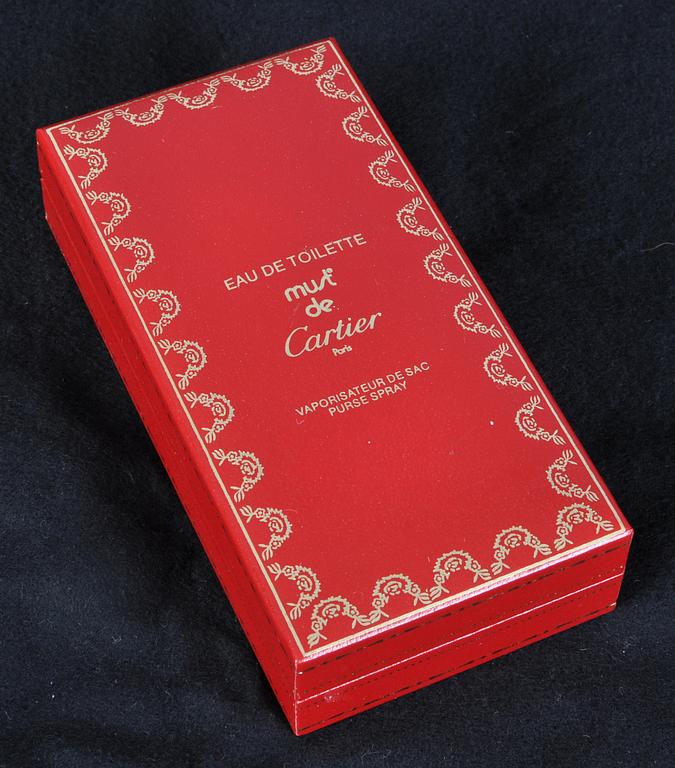 EAU DE TOILETTE
must
de
Cartier
Paris
VAPORISATEUR DE SAC
PURSE SPRAY